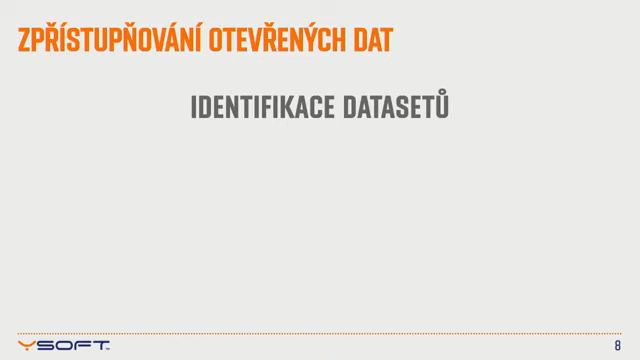 ZPŘÍSTUPŇOVÁNÍ OTEVŘENÝCH DAT
IDENTIFIKACE DATASETŮ
YSOFT
8